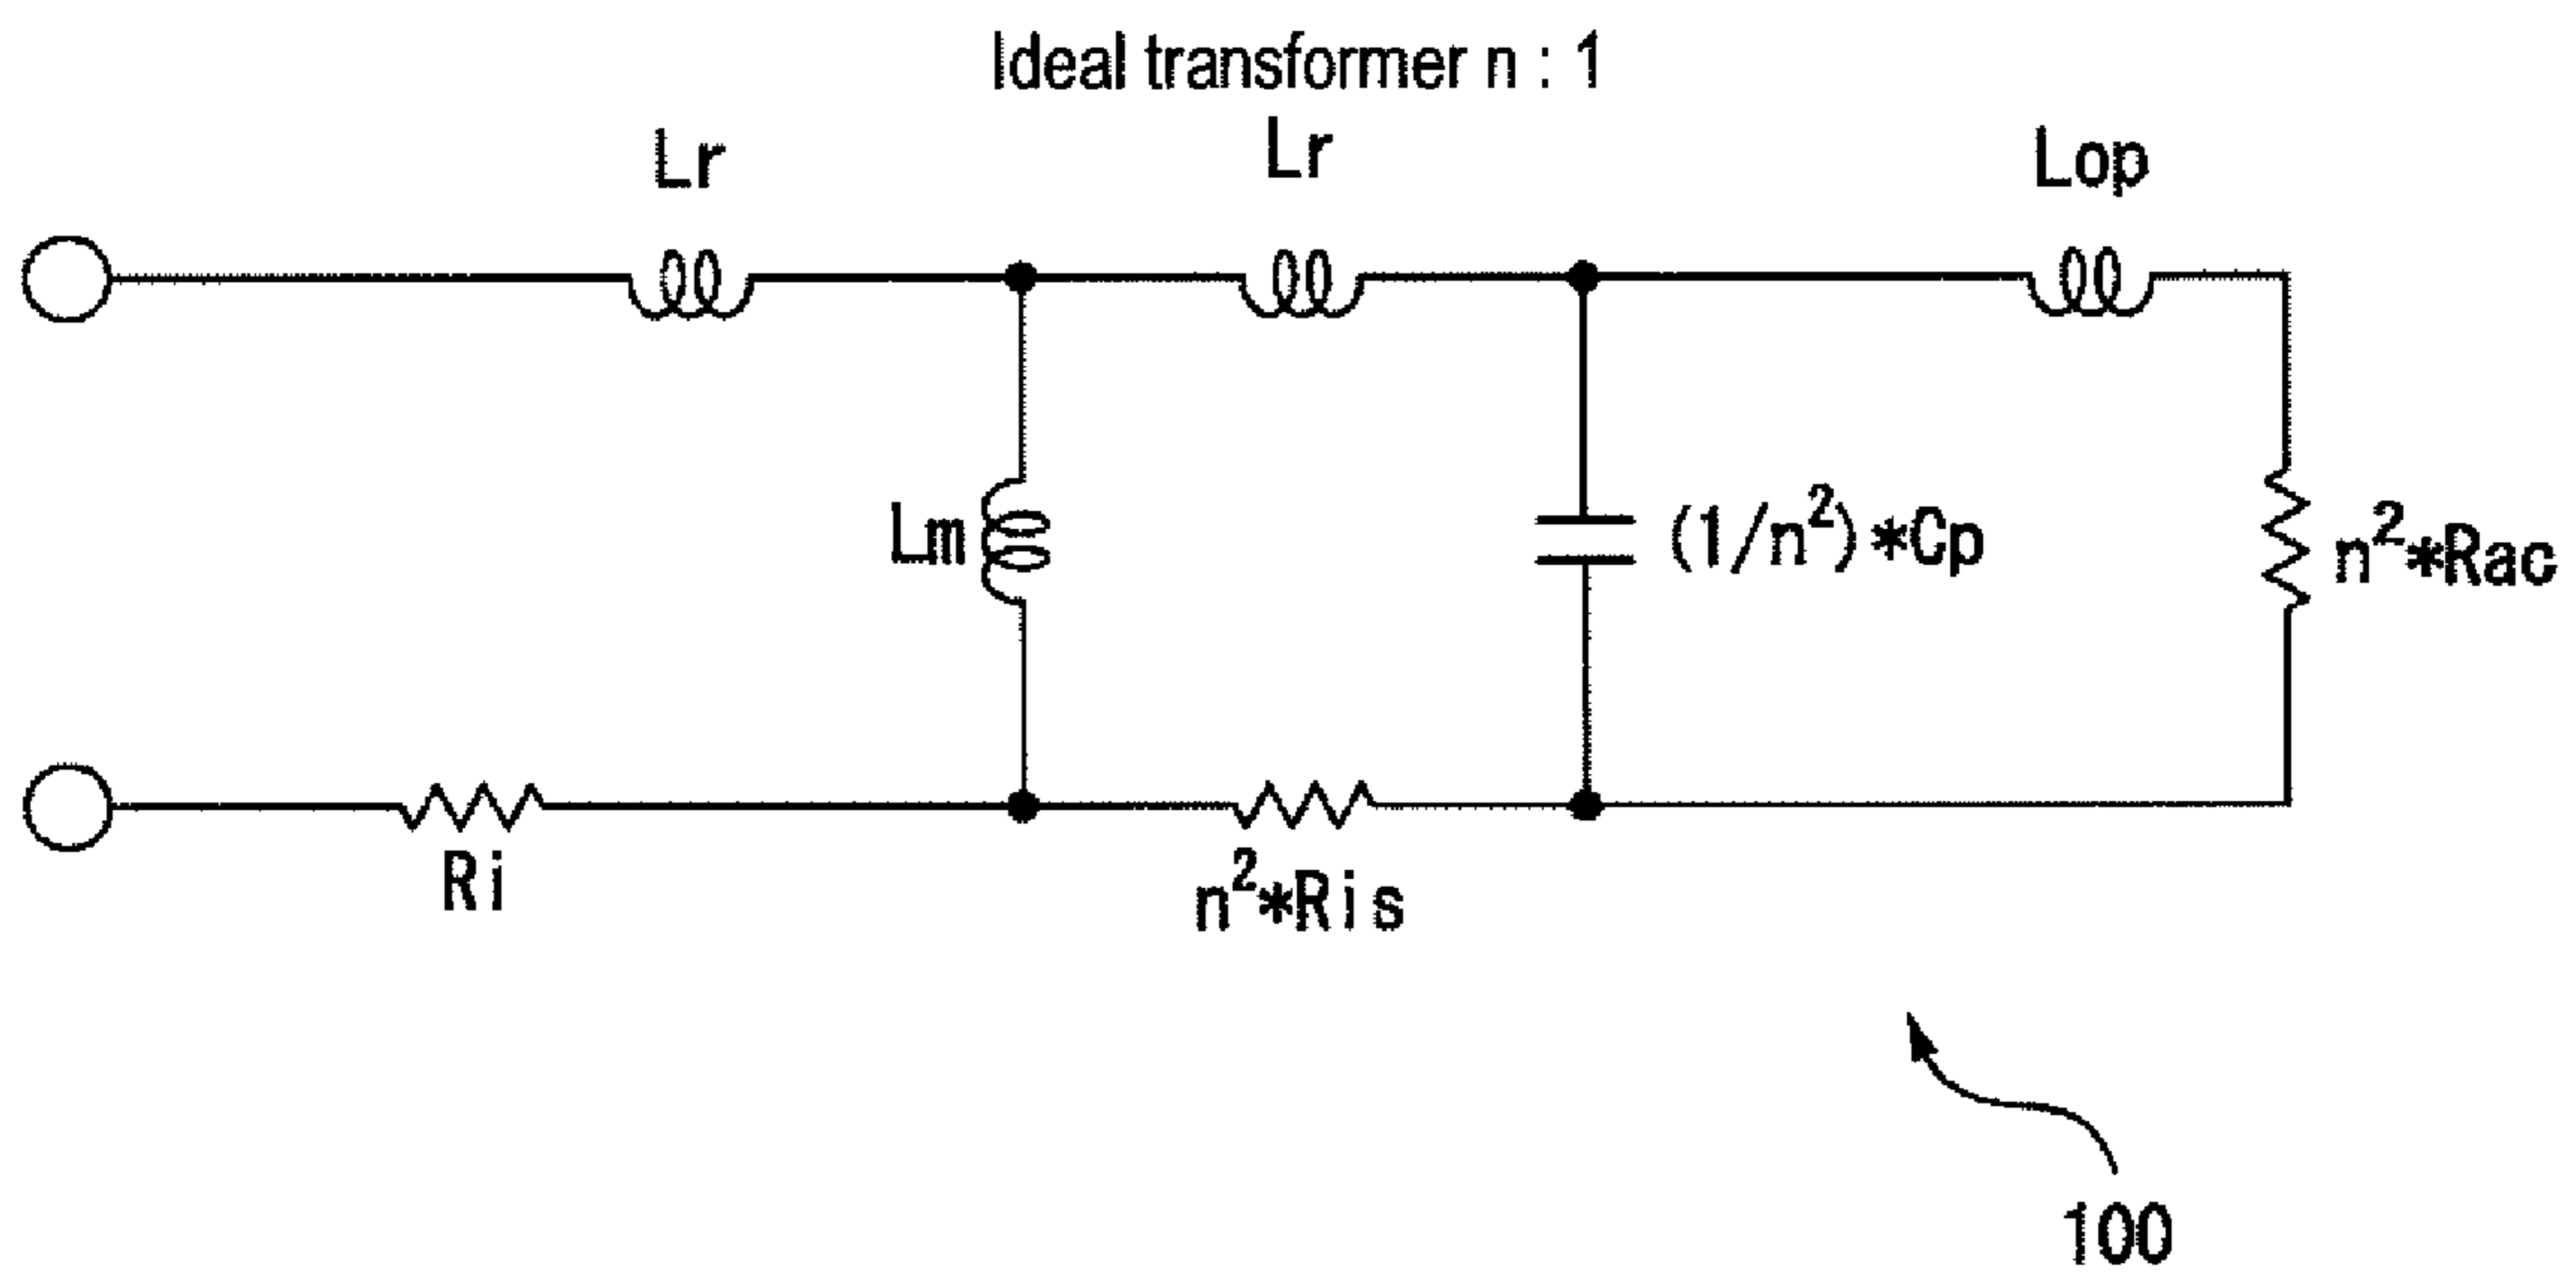 Ideal transformer n : 1
Lr
Lr
Lop
Lm
(1/n²)*Cp
n²*Rac
Ri
n²*Ris
100